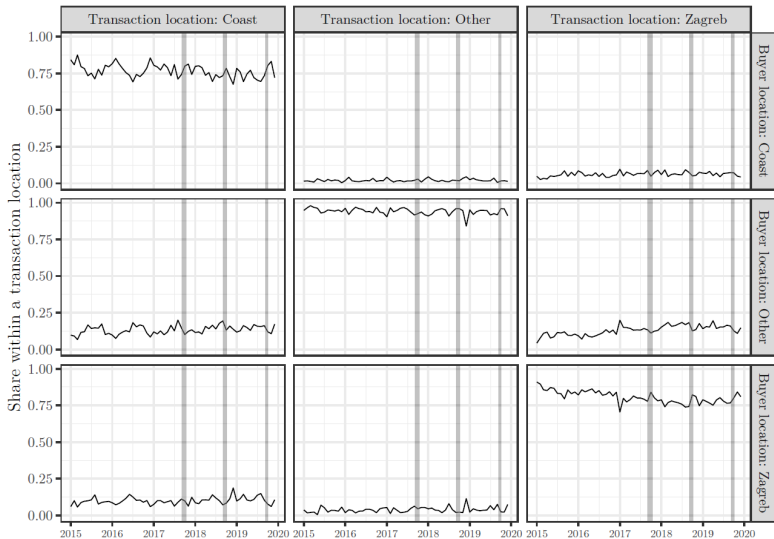 Transaction location: Coast
Transaction location: Other
Transaction location: Zagreb
Share within a transaction location
1.00
0.75
0.50
0.25
0.00
Buyer location: Coast
1.00
0.75
0.50
0.25
0.00
Buyer location: Other
1.00
0.75
0.50
0.25
0.00
Buyer location: Zagreb
2015 2016 2017 2018 2019 2020
2015 2016 2017 2018 2019 2020
2015 2016 2017 2018 2019 2020